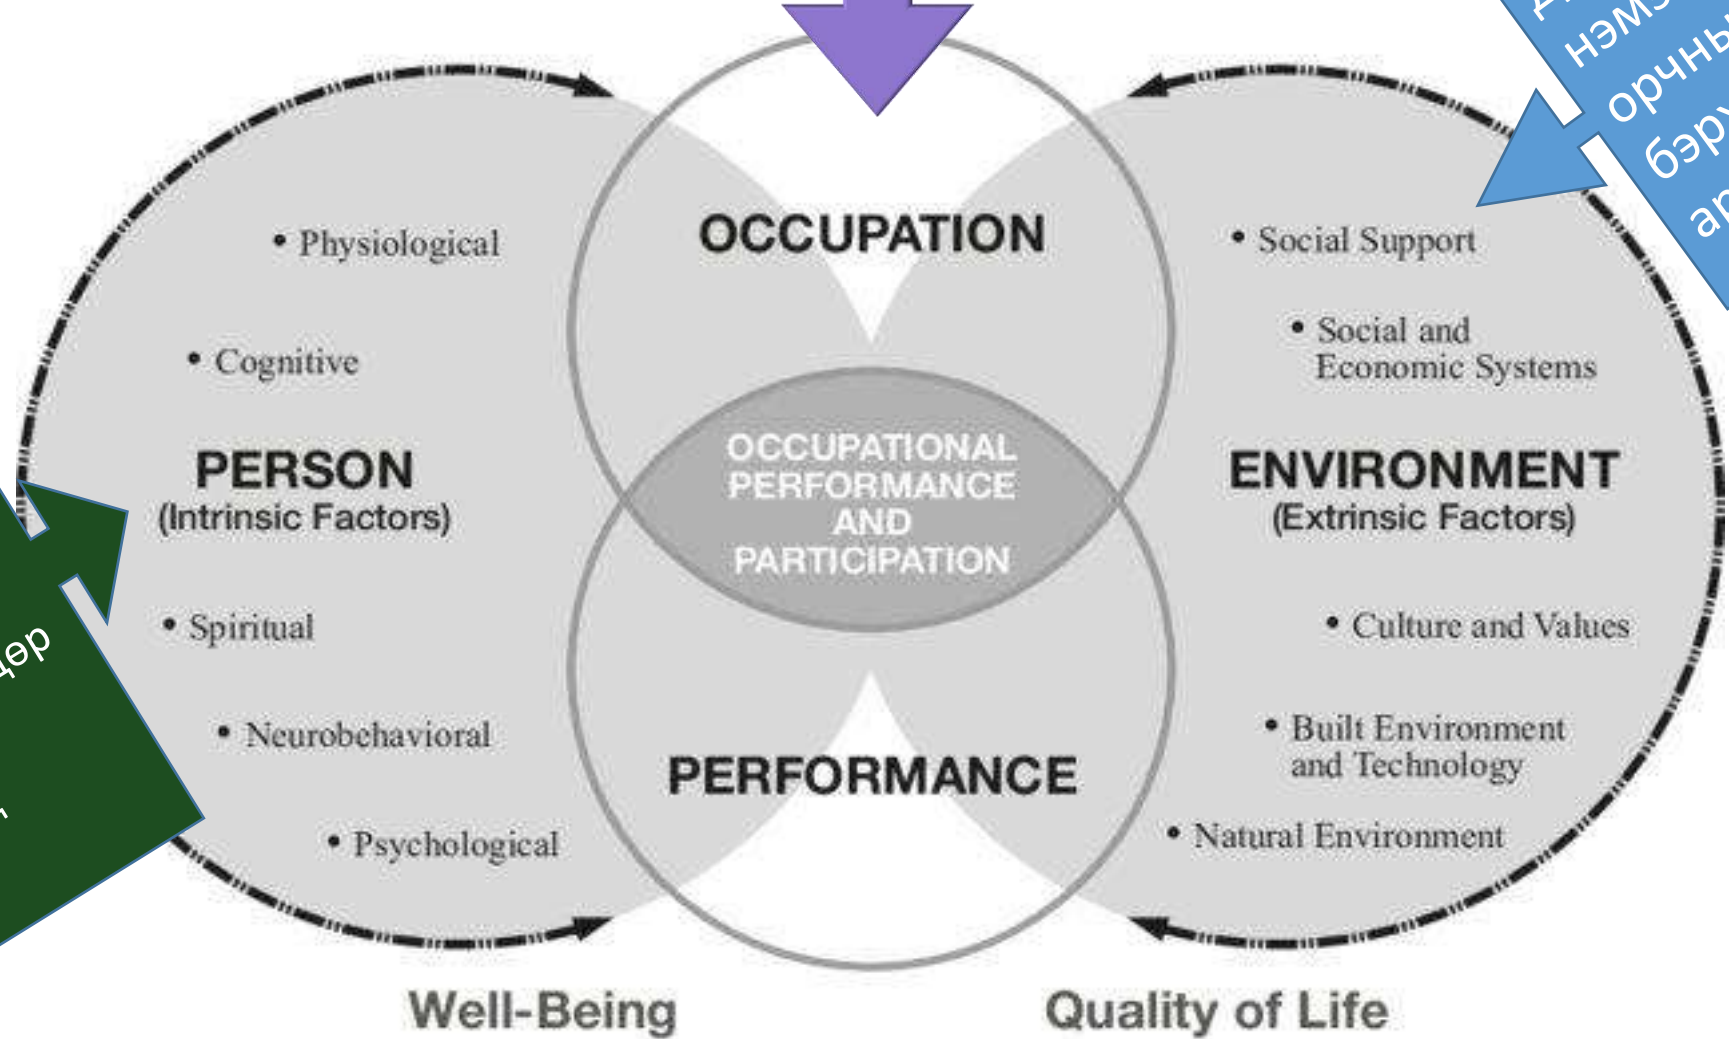 OCCUPATION
• Physiological
• Cognitive
PERSON
(Intrinsic Factors)
• Spiritual
• Neurobehavioral
• Psychological
OCCUPATIONAL
PERFORMANCE
AND
PARTICIPATION
PERFORMANCE
• Social Support
• Social and
Economic Systems
ENVIRONMENT
(Extrinsic Factors)
• Culture and Values
• Built Environment
and Technology
• Natural Environment
Well-Being
Quality of Life